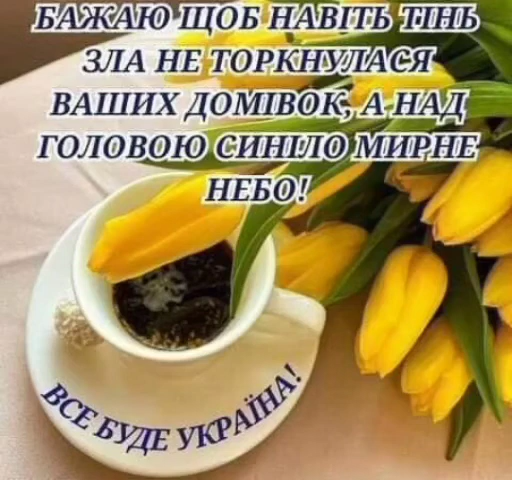 БАЖАЮ ЩОБ НАВІТЬ ТІНЬ
ЗЛА НЕ ТОРКНУЛАСЯ
ВАШИХ ДОМІВОК, А НАД
ГОЛОВОЮ СИНІЛО МИРНЕ
НЕБО!
ВСЕ БУДЕ УКРАЇНА!